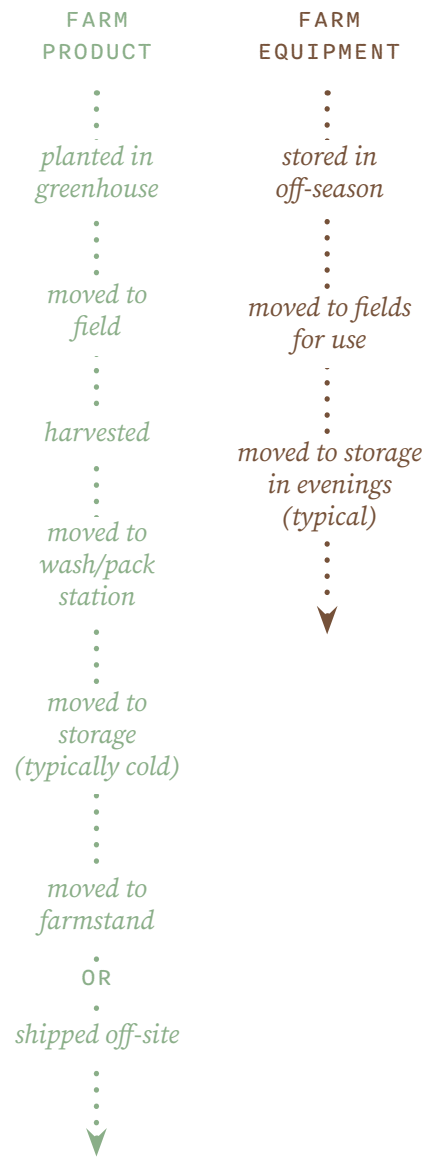 FARM
PRODUCT
planted in
greenhouse
moved to
field
harvested
moved to
wash/pack
station
moved to
storage
(typically cold)
moved to
farmstand
OR
shipped off-site
FARM
EQUIPMENT
stored in
off-season
moved to fields
for use
moved to storage
in evenings
(typical)